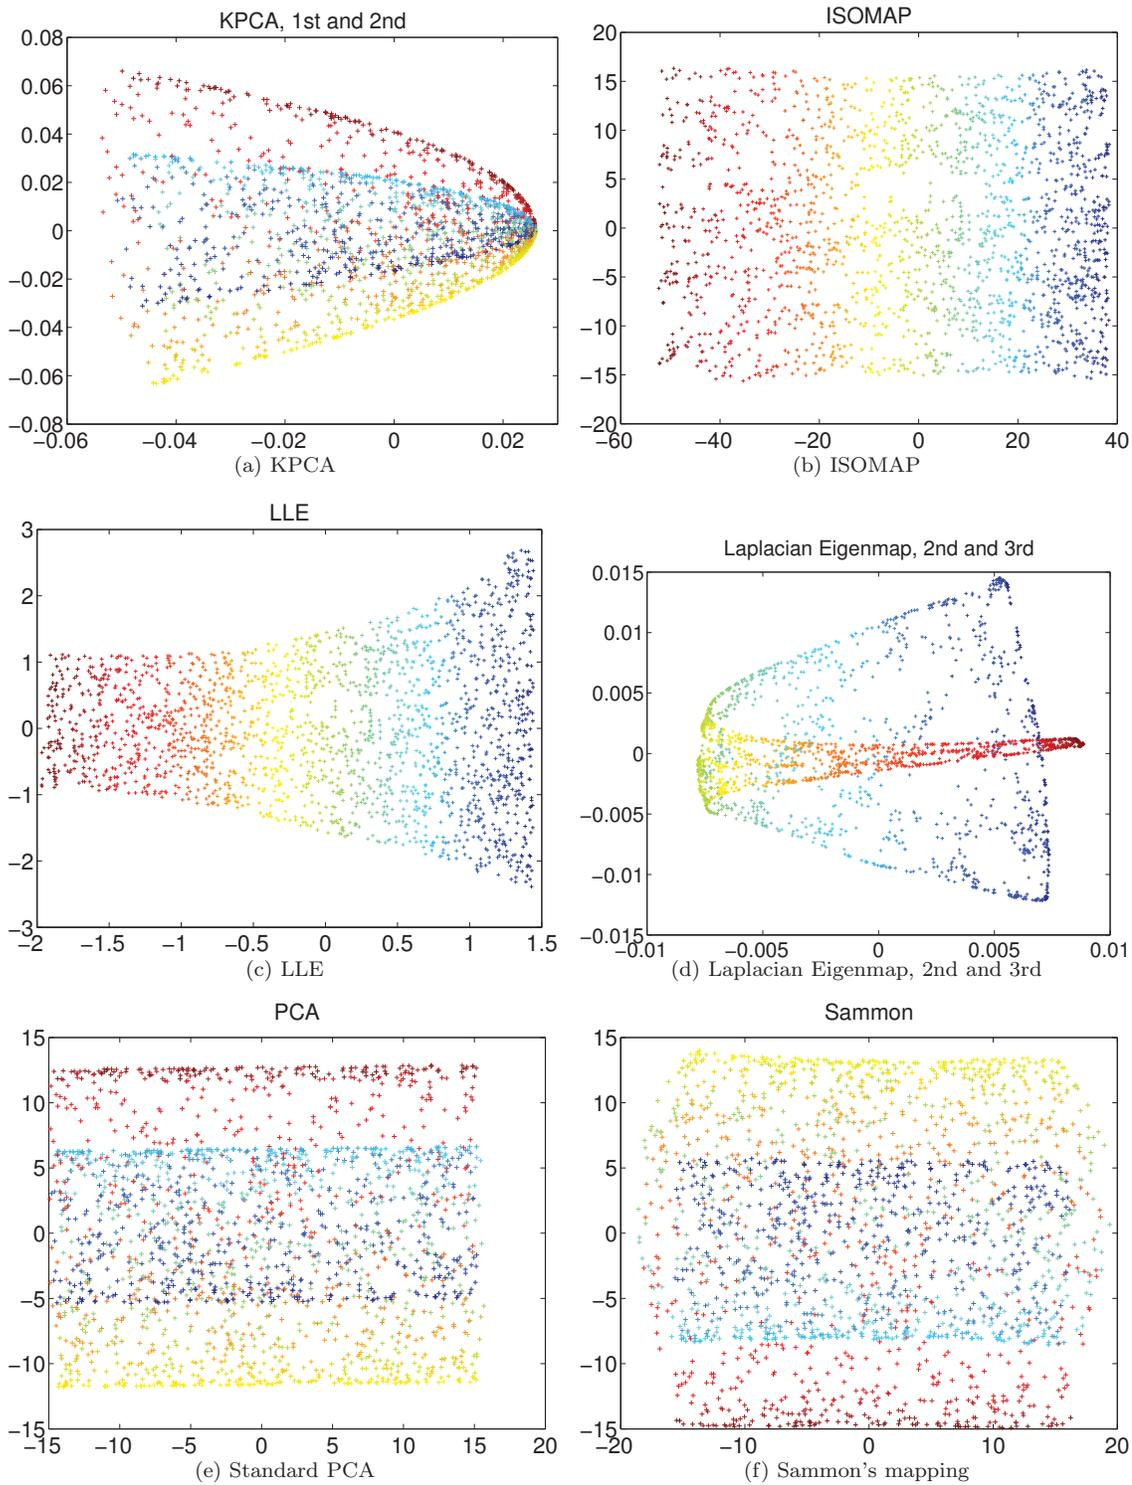 KPCA, 1st and 2nd
0.08
0.06
0.04
0.02
0
−0.02
−0.04
−0.06
−0.08
−0.06 −0.04 −0.02 0 0.02
(a) KPCA
ISOMAP
20
15
10
5
0
−5
−10
−15
−20
−60 −40 −20 0 20 40
(b) ISOMAP
LLE
3
2
1
0
−1
−2
−3
−2 −1.5 −1 −0.5 0 0.5 1 1.5
(c) LLE
Laplacian Eigenmap, 2nd and 3rd
0.015
0.01
0.005
0
−0.005
−0.01
−0.015
−0.01 −0.005 0 0.005 0.01
(d) Laplacian Eigenmap, 2nd and 3rd
PCA
15
10
5
0
−5
−10
−15
−15 −10 −5 0 5 10 15 20
(e) Standard PCA
Sammon
15
10
5
0
−5
−10
−15
−20 −10 0 10 20
(f) Sammon's mapping